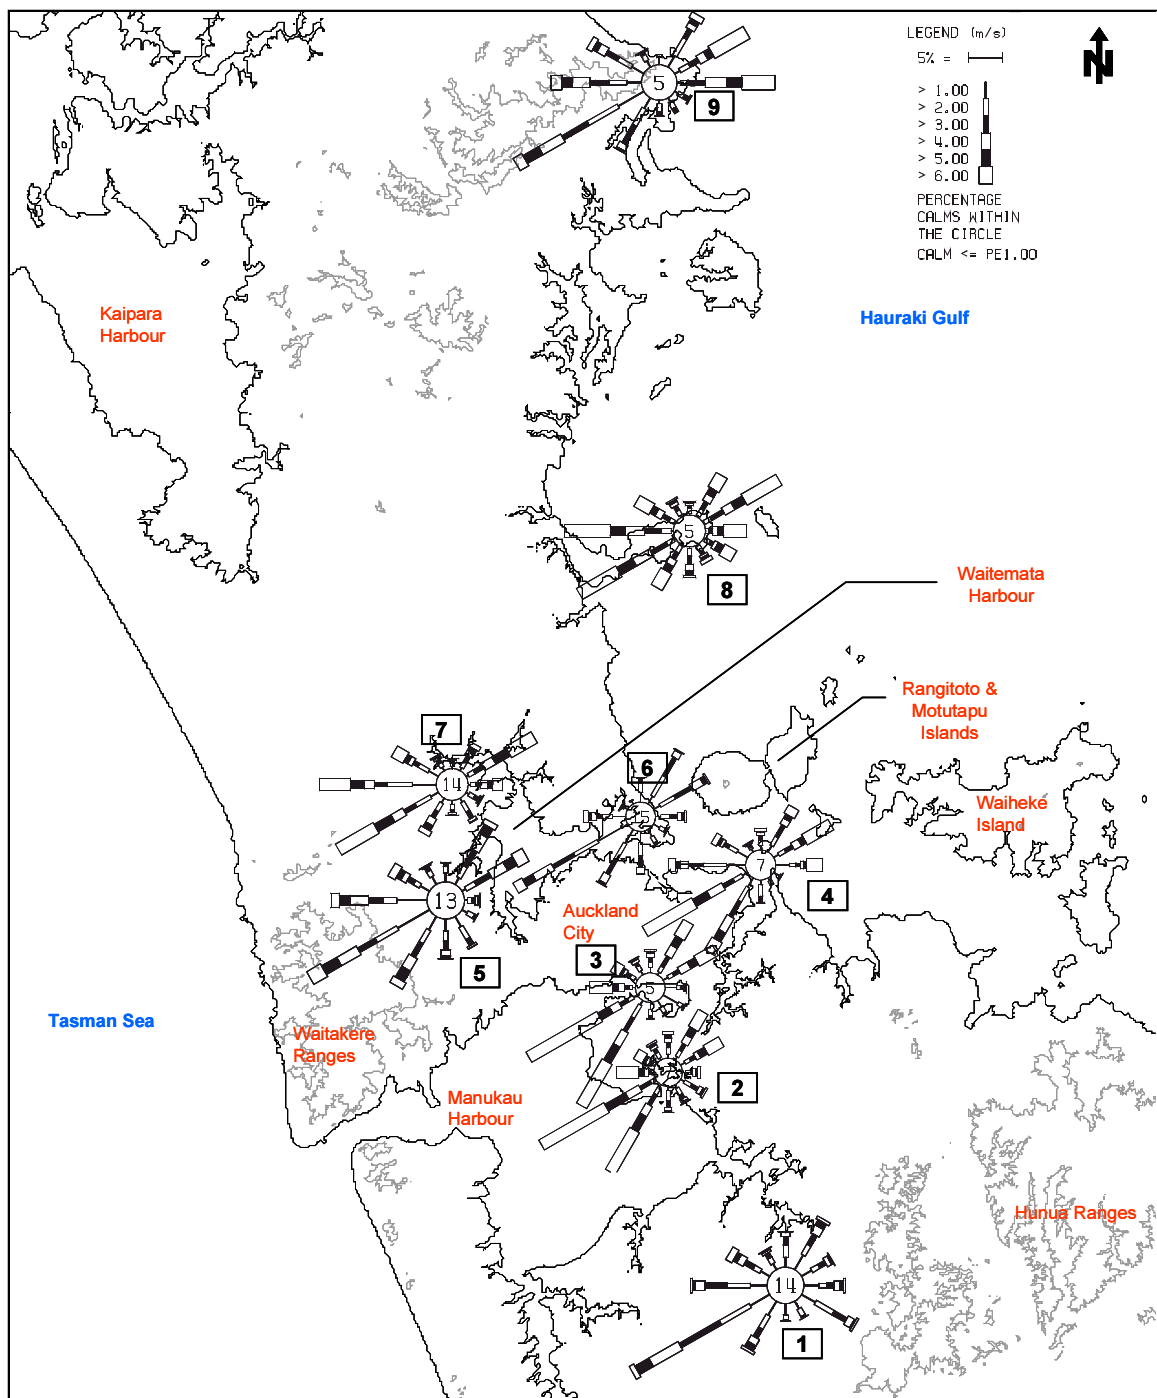 LEGEND (m/s)
5% =
> 1.00
> 2.00
> 3.00
> 4.00
> 5.00
> 6.00
PERCENTAGE
CALMS WITHIN
THE CIRCLE
CALM <= PE1.00
N
5
9
Kaipara
Harbour
Hauraki Gulf
5
8
Waitemata
Harbour
Rangitoto &
Motutapu
Islands
7
14
6
5
Waiheke
Island
7
4
13
5
Auckland
City
3
5
Tasman Sea
Waitakere
Ranges
Manukau
Harbour
2
Hunua Ranges
14
1